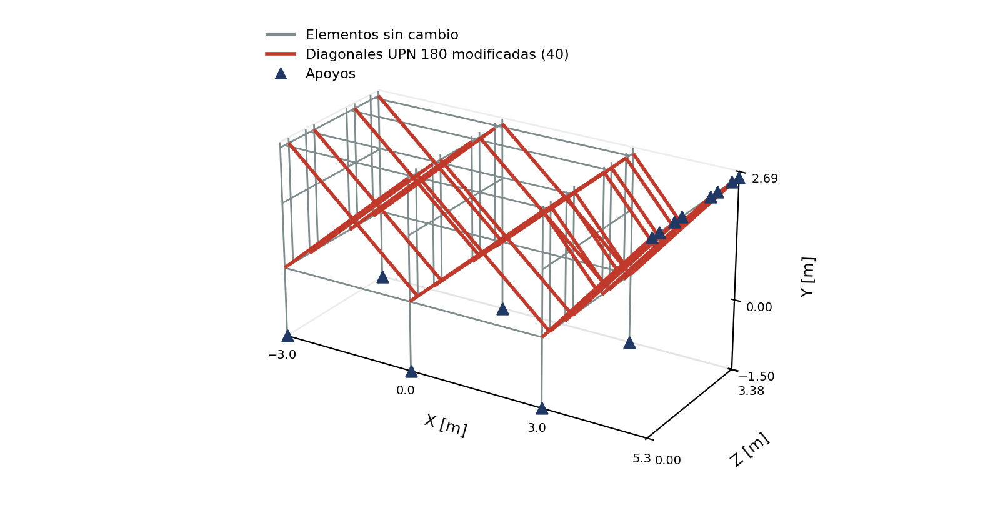 Elementos sin cambio
Diagonales UPN 180 modificadas (40)
Apoyos
2.69
Y [m]
0.00
−1.50
3.38
−3.0
0.0
X [m]
3.0
Z [m]
5.3
0.00